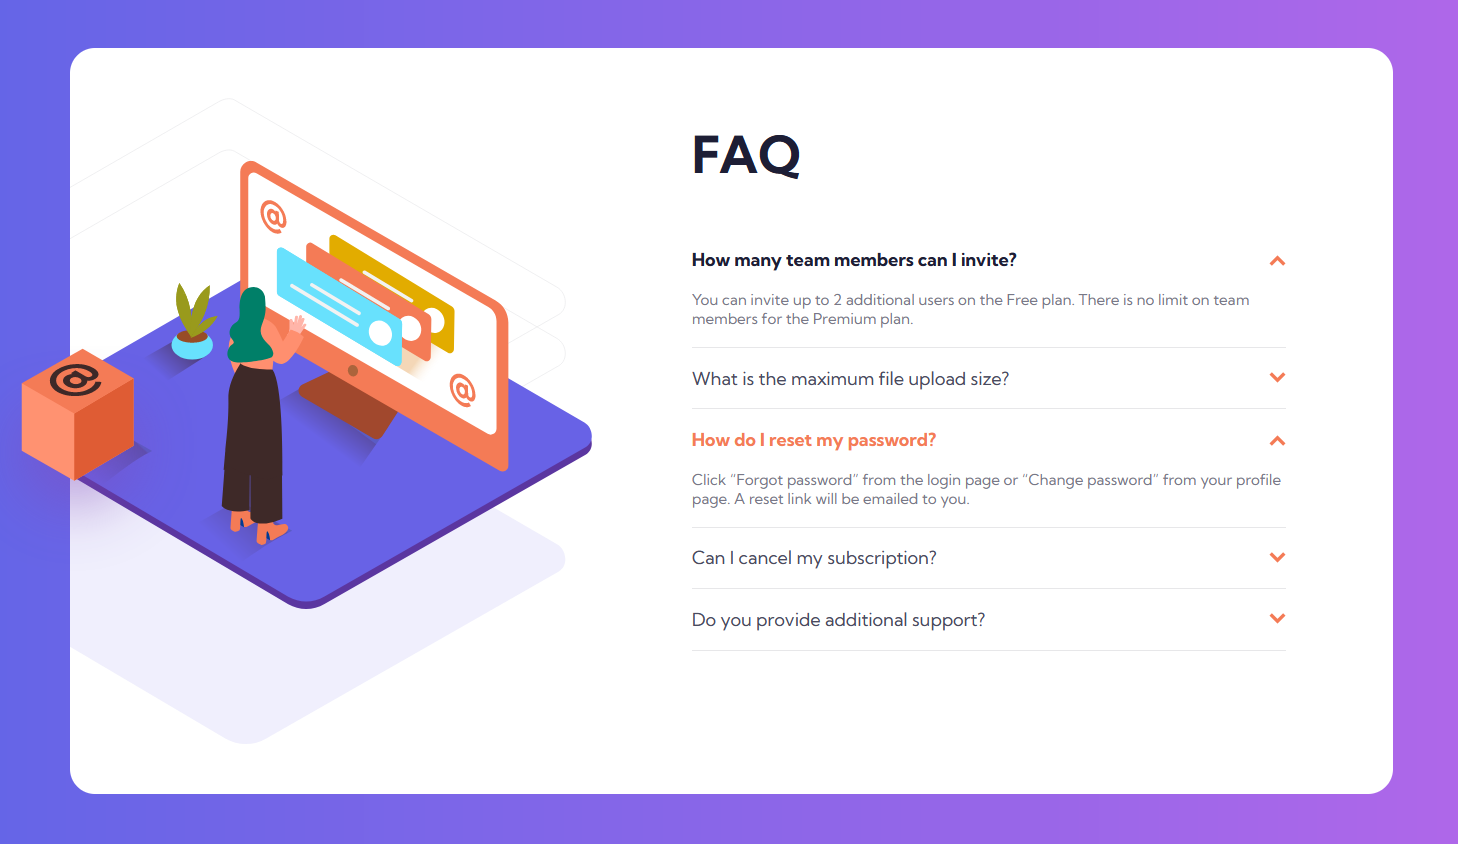 FAQ
How many team members can I invite?
You can invite up to 2 additional users on the Free plan. There is no limit on team
members for the Premium plan.
What is the maximum file upload size?
How do I reset my password?
Click “Forgot password” from the login page or “Change password” from your profile
page. A reset link will be emailed to you.
Can I cancel my subscription?
Do you provide additional support?
@
@
@